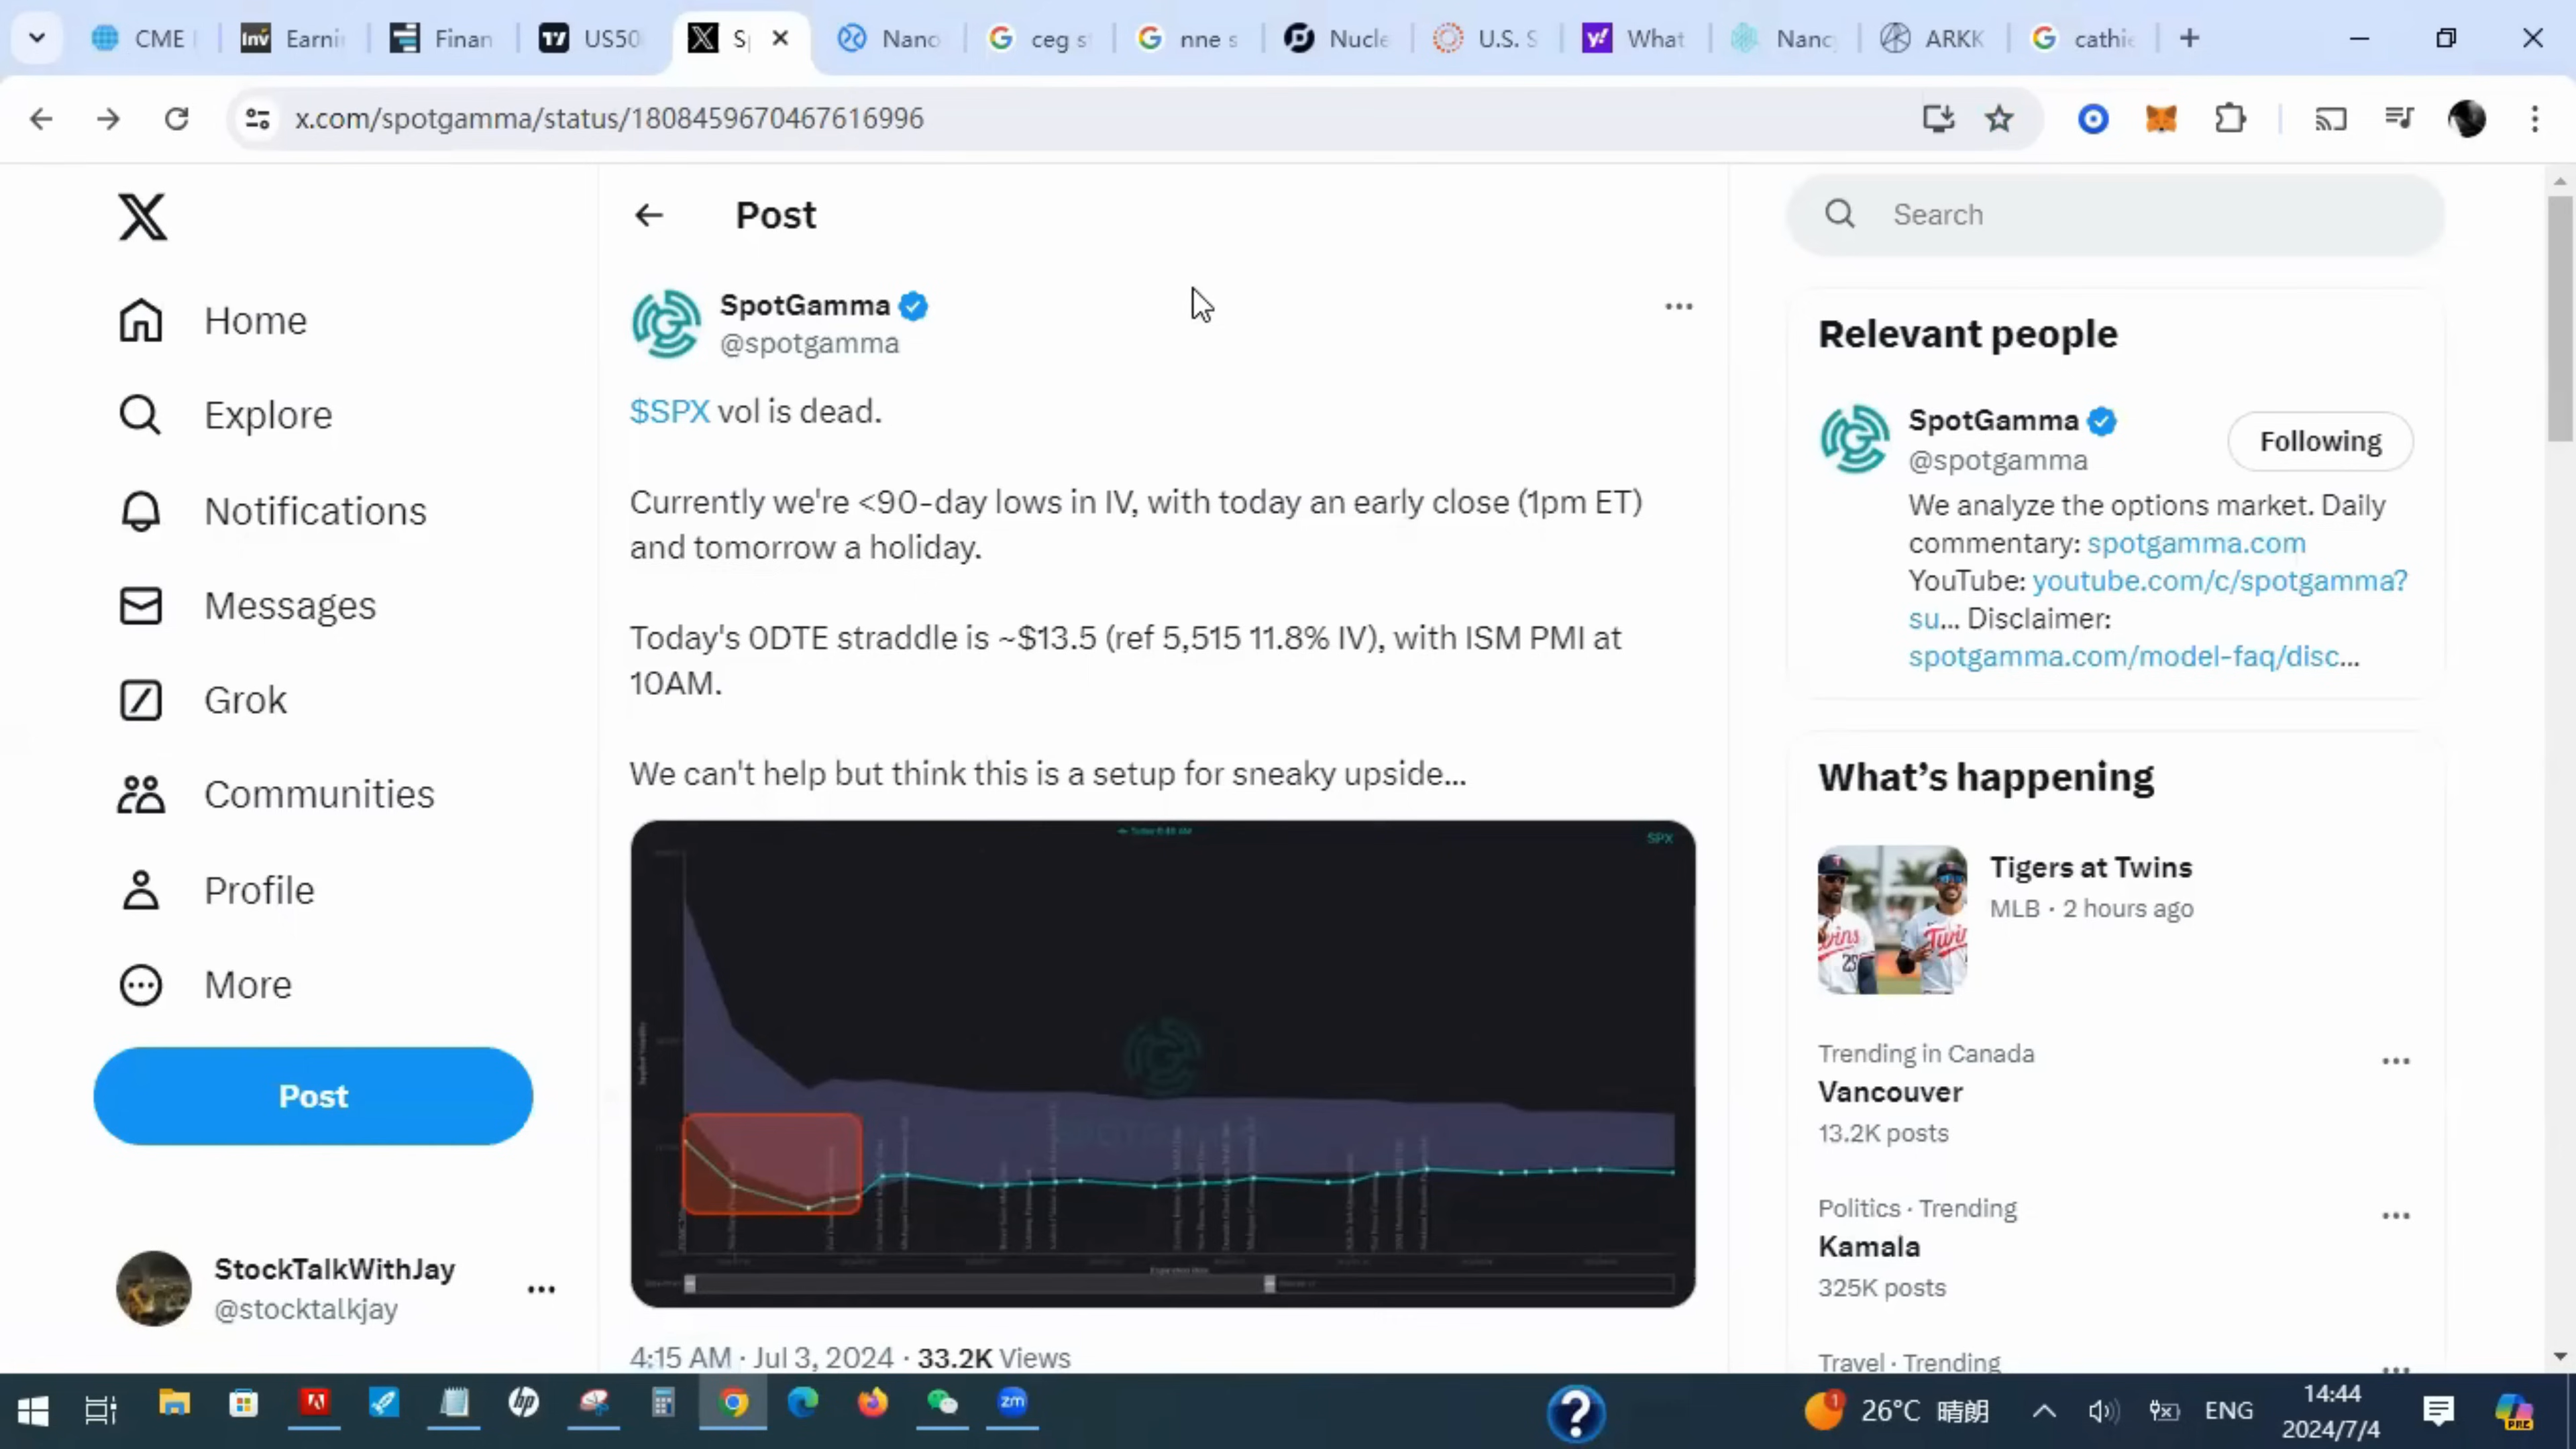 CME
Earni
Finan
US50
S
Nano
ceg s
nne s
Nucle
U.S. S
What
Nanc
ARKK
cathie
x.com/spotgamma/status/1808459670467616996
Home
Explore
Notifications
Messages
Grok
Communities
Profile
More
Post
StockTalkWithJay
@stocktalkjay
Post
SpotGamma
@spotgamma
$SPX vol is dead.
Currently we're <90-day lows in IV, with today an early close (1pm ET)
and tomorrow a holiday.
Today's 0DTE straddle is ~$13.5 (ref 5,515 11.8% IV), with ISM PMI at
10AM.
We can't help but think this is a setup for sneaky upside...
SPX
4:15 AM · Jul 3, 2024 · 33.2K Views
Search
Relevant people
SpotGamma
@spotgamma
Following
We analyze the options market. Daily
commentary: spotgamma.com
YouTube: youtube.com/c/spotgamma?
su... Disclaimer:
spotgamma.com/model-faq/disc...
What's happening
Tigers at Twins
MLB · 2 hours ago
Trending in Canada
Vancouver
13.2K posts
Politics · Trending
Kamala
325K posts
Travel · Trending
26°C 晴朗
ENG
14:44
2024/7/4